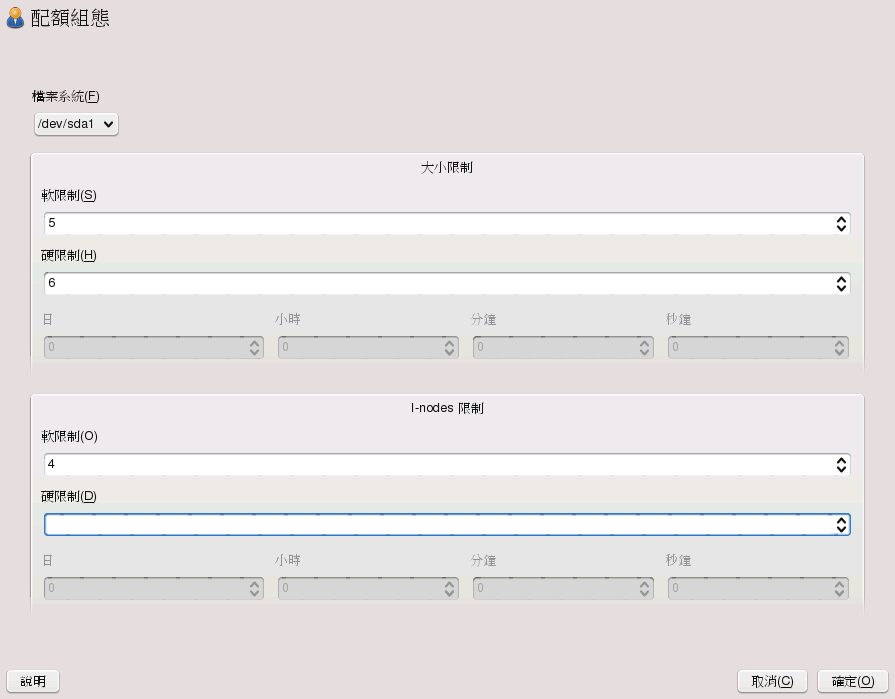 配額組態
檔案系統(F)
/dev/sda1
大小限制
軟限制(S)
5
硬限制(H)
6
日 小時 分鐘 秒鐘
0 0 0 0
I-nodes 限制
軟限制(O)
4
硬限制(D)
日 小時 分鐘 秒鐘
0 0 0 0
說明 取消(C) 確定(O)